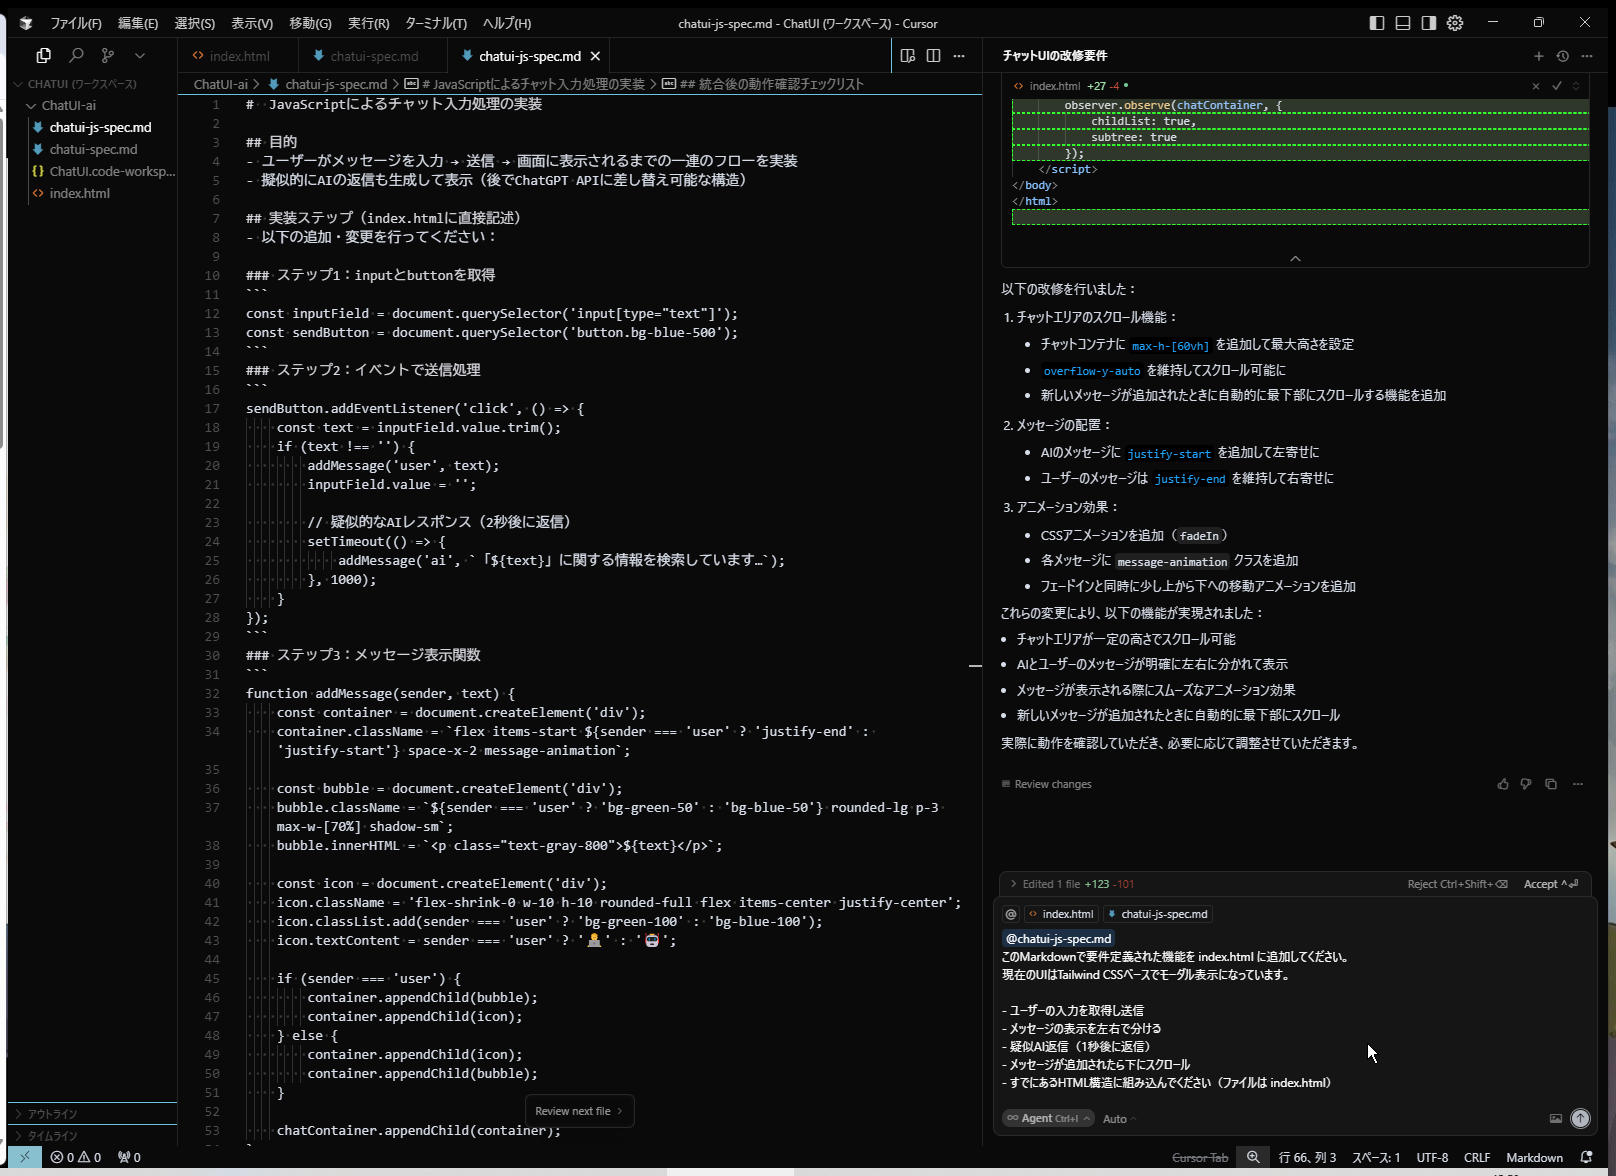 ファイル(F) 編集(E) 選択(S) 表示(V) 移動(G) 実行(R) ターミナル(T) ヘルプ(H)
chatui-js-spec.md - ChatUI (ワークスペース) - Cursor
CHATUI (ワークスペース)
ChatUI-ai
chatui-js-spec.md
chatui-spec.md
ChatUI.code-worksp...
index.html
アウトライン
タイムライン
index.html
chatui-spec.md
chatui-js-spec.md
ChatUI-ai > chatui-js-spec.md > # JavaScriptによるチャット入力処理の実装 > ## 統合後の動作確認チェックリスト
1 # JavaScriptによるチャット入力処理の実装
2
3 ## 目的
4 - ユーザーがメッセージを入力 → 送信 → 画面に表示されるまでの一連のフローを実装
5 - 擬似的にAIの返信も生成して表示（後でChatGPT APIに差し替え可能な構造）
6
7 ## 実装ステップ（index.htmlに直接記述）
8 - 以下の追加・変更を行ってください：
9
10 ### ステップ1：inputとbuttonを取得
11 ```
12 const inputField = document.querySelector('input[type="text"]');
13 const sendButton = document.querySelector('button.bg-blue-500');
14 ```
15 ### ステップ2：イベントで送信処理
16 ```
17 sendButton.addEventListener('click', () => {
18 const text = inputField.value.trim();
19 if (text !== '') {
20 addMessage('user', text);
21 inputField.value = '';
22
23 // 疑似的なAIレスポンス（2秒後に返信）
24 setTimeout(() => {
25 addMessage('ai', `「${text}」に関する情報を検索しています…`);
26 }, 1000);
27 }
28 });
29 ```
30 ### ステップ3：メッセージ表示関数
31 ```
32 function addMessage(sender, text) {
33 const container = document.createElement('div');
34 container.className = `flex items-start ${sender === 'user' ? 'justify-end' :
'justify-start'} space-x-2 message-animation`;
35
36 const bubble = document.createElement('div');
37 bubble.className = `${sender === 'user' ? 'bg-green-50' : 'bg-blue-50'} rounded-lg p-3
max-w-[70%] shadow-sm`;
38 bubble.innerHTML = `<p class="text-gray-800">${text}</p>`;
39
40 const icon = document.createElement('div');
41 icon.className = 'flex-shrink-0 w-10 h-10 rounded-full flex items-center justify-center';
42 icon.classList.add(sender === 'user' ? 'bg-green-100' : 'bg-blue-100');
43 icon.textContent = sender === 'user' ? '🧑‍💻' : '🤖';
44
45 if (sender === 'user') {
46 container.appendChild(bubble);
47 container.appendChild(icon);
48 } else {
49 container.appendChild(icon);
50 container.appendChild(bubble);
51 }
52
53 chatContainer.appendChild(container);
Review next file >
チャットUIの改修要件
index.html +27 -4
observer.observe(chatContainer, {
childList: true,
subtree: true
});
</script>
</body>
</html>
以下の改修を行いました：
1. チャットエリアのスクロール機能：
• チャットコンテナに max-h-[60vh] を追加して最大高さを設定
• overflow-y-auto を維持してスクロール可能に
• 新しいメッセージが追加されたときに自動的に最下部にスクロールする機能を追加
2. メッセージの配置：
• AIのメッセージに justify-start を追加して左寄せに
• ユーザーのメッセージは justify-end を維持して右寄せに
3. アニメーション効果：
• CSSアニメーションを追加（fadeIn）
• 各メッセージに message-animation クラスを追加
• フェードインと同時に少し上から下への移動アニメーションを追加
これらの変更により、以下の機能が実現されました：
• チャットエリアが一定の高さでスクロール可能
• AIとユーザーのメッセージが明確に左右に分かれて表示
• メッセージが表示される際にスムーズなアニメーション効果
• 新しいメッセージが追加されたときに自動的に最下部にスクロール
実際に動作を確認していただき、必要に応じて調整させていただきます。
Review changes
Edited 1 file +123 -101 Reject Ctrl+Shift+⌫ Accept ^⏎
@ index.html chatui-js-spec.md
@chatui-js-spec.md
このMarkdownで要件定義された機能を index.html に追加してください。
現在のUIはTailwind CSSベースでモーダル表示になっています。
- ユーザーの入力を取得し送信
- メッセージの表示を左右で分ける
- 疑似AI返信（1秒後に返信）
- メッセージが追加されたら下にスクロール
- すでにあるHTML構造に組み込んでください（ファイルは index.html）
Agent Ctrl+I Auto
0 0 0
Cursor Tab 行 66、列 3 スペース: 1 UTF-8 CRLF Markdown